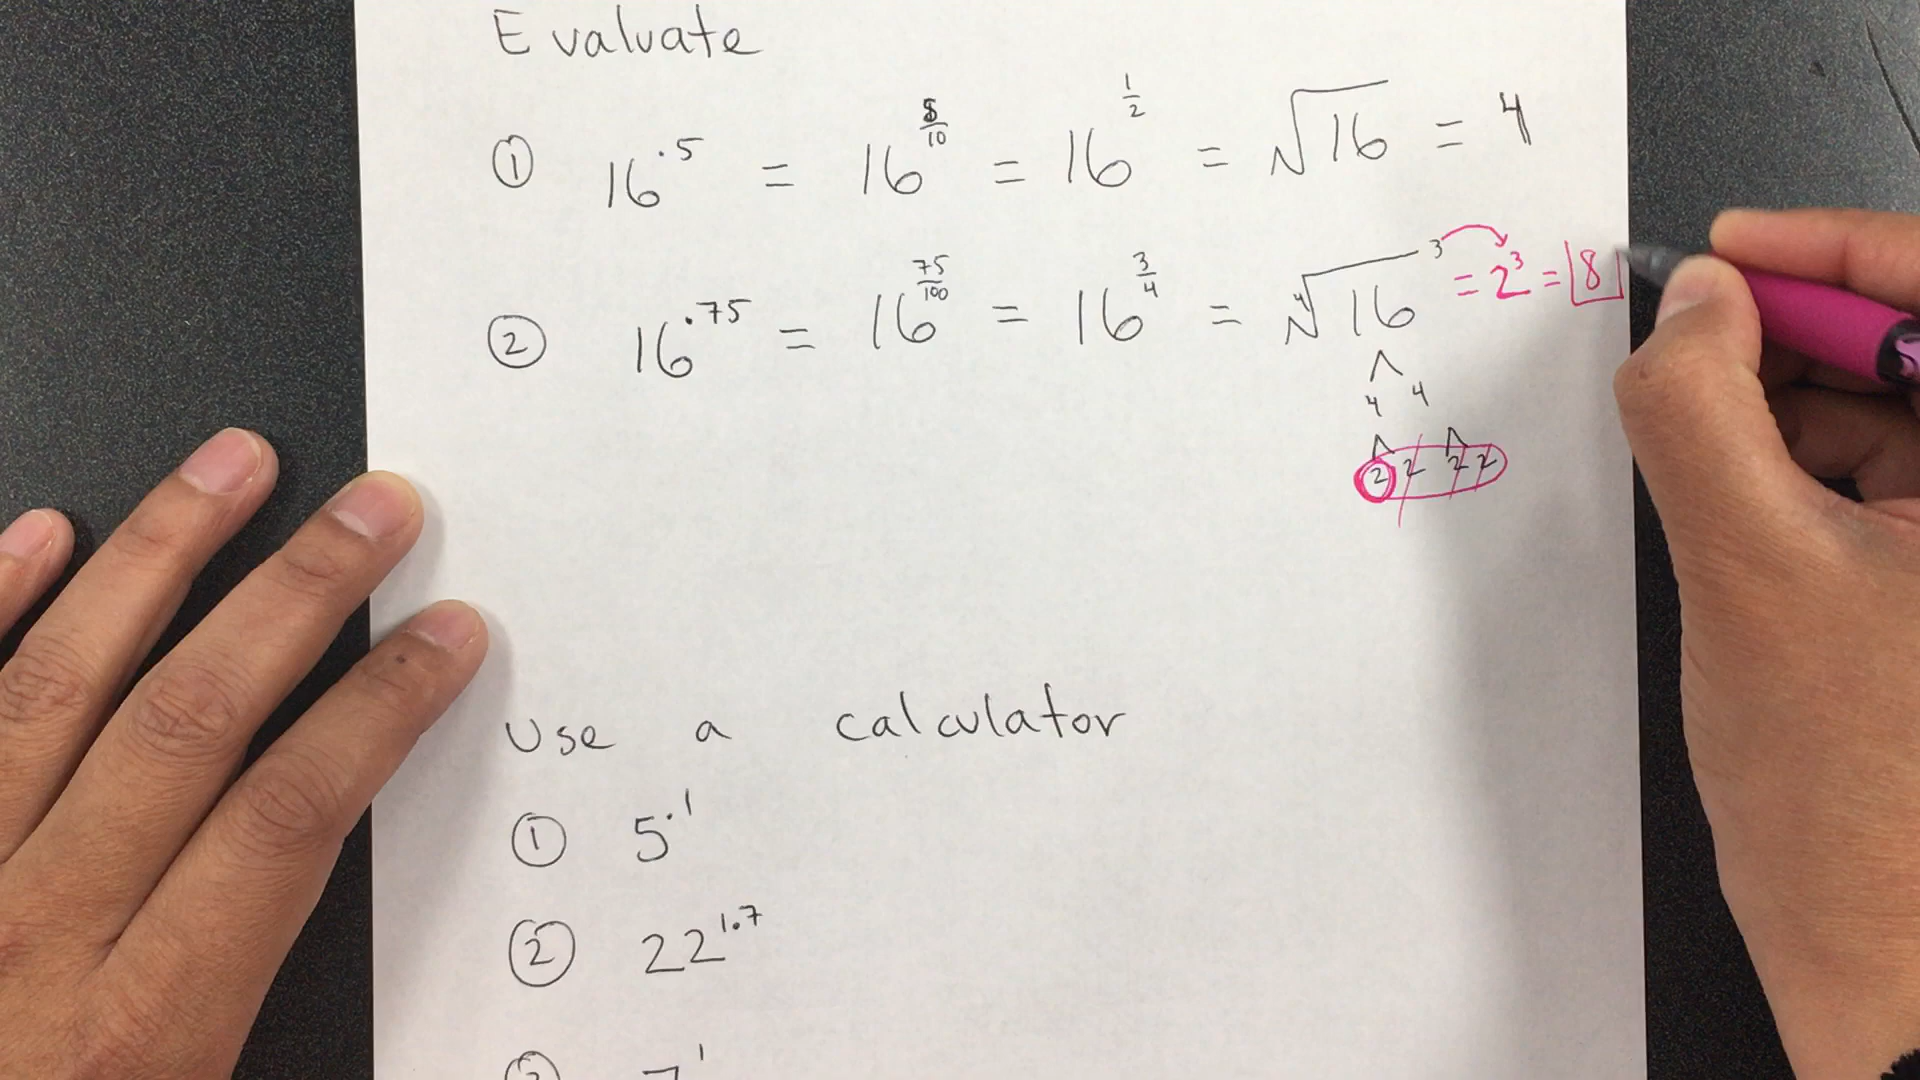 Evaluate
① 16^.5 = 16^(5/10) = 16^(1/2) = √16 = 4
② 16^.75 = 16^(75/100) = 16^(3/4) = ⁴√16 ³ = 2³ = 8
4 4
2 2 2 2
Use a calculator
① 5^.1
② 22^1.7